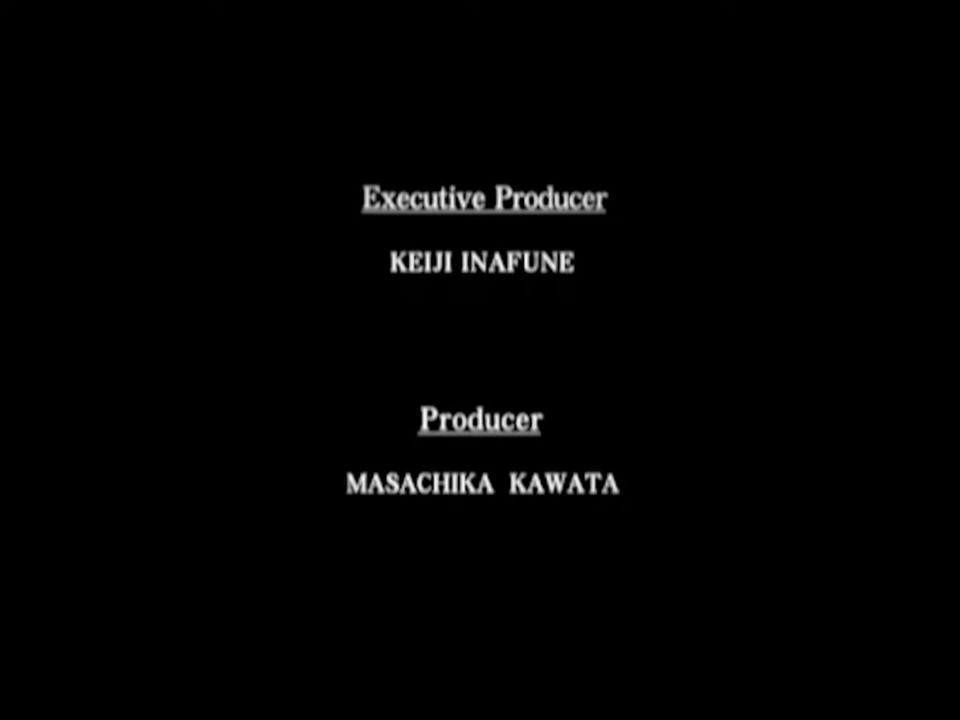 Executive Producer
KEIJI INAFUNE
Producer
MASACHIKA KAWATA